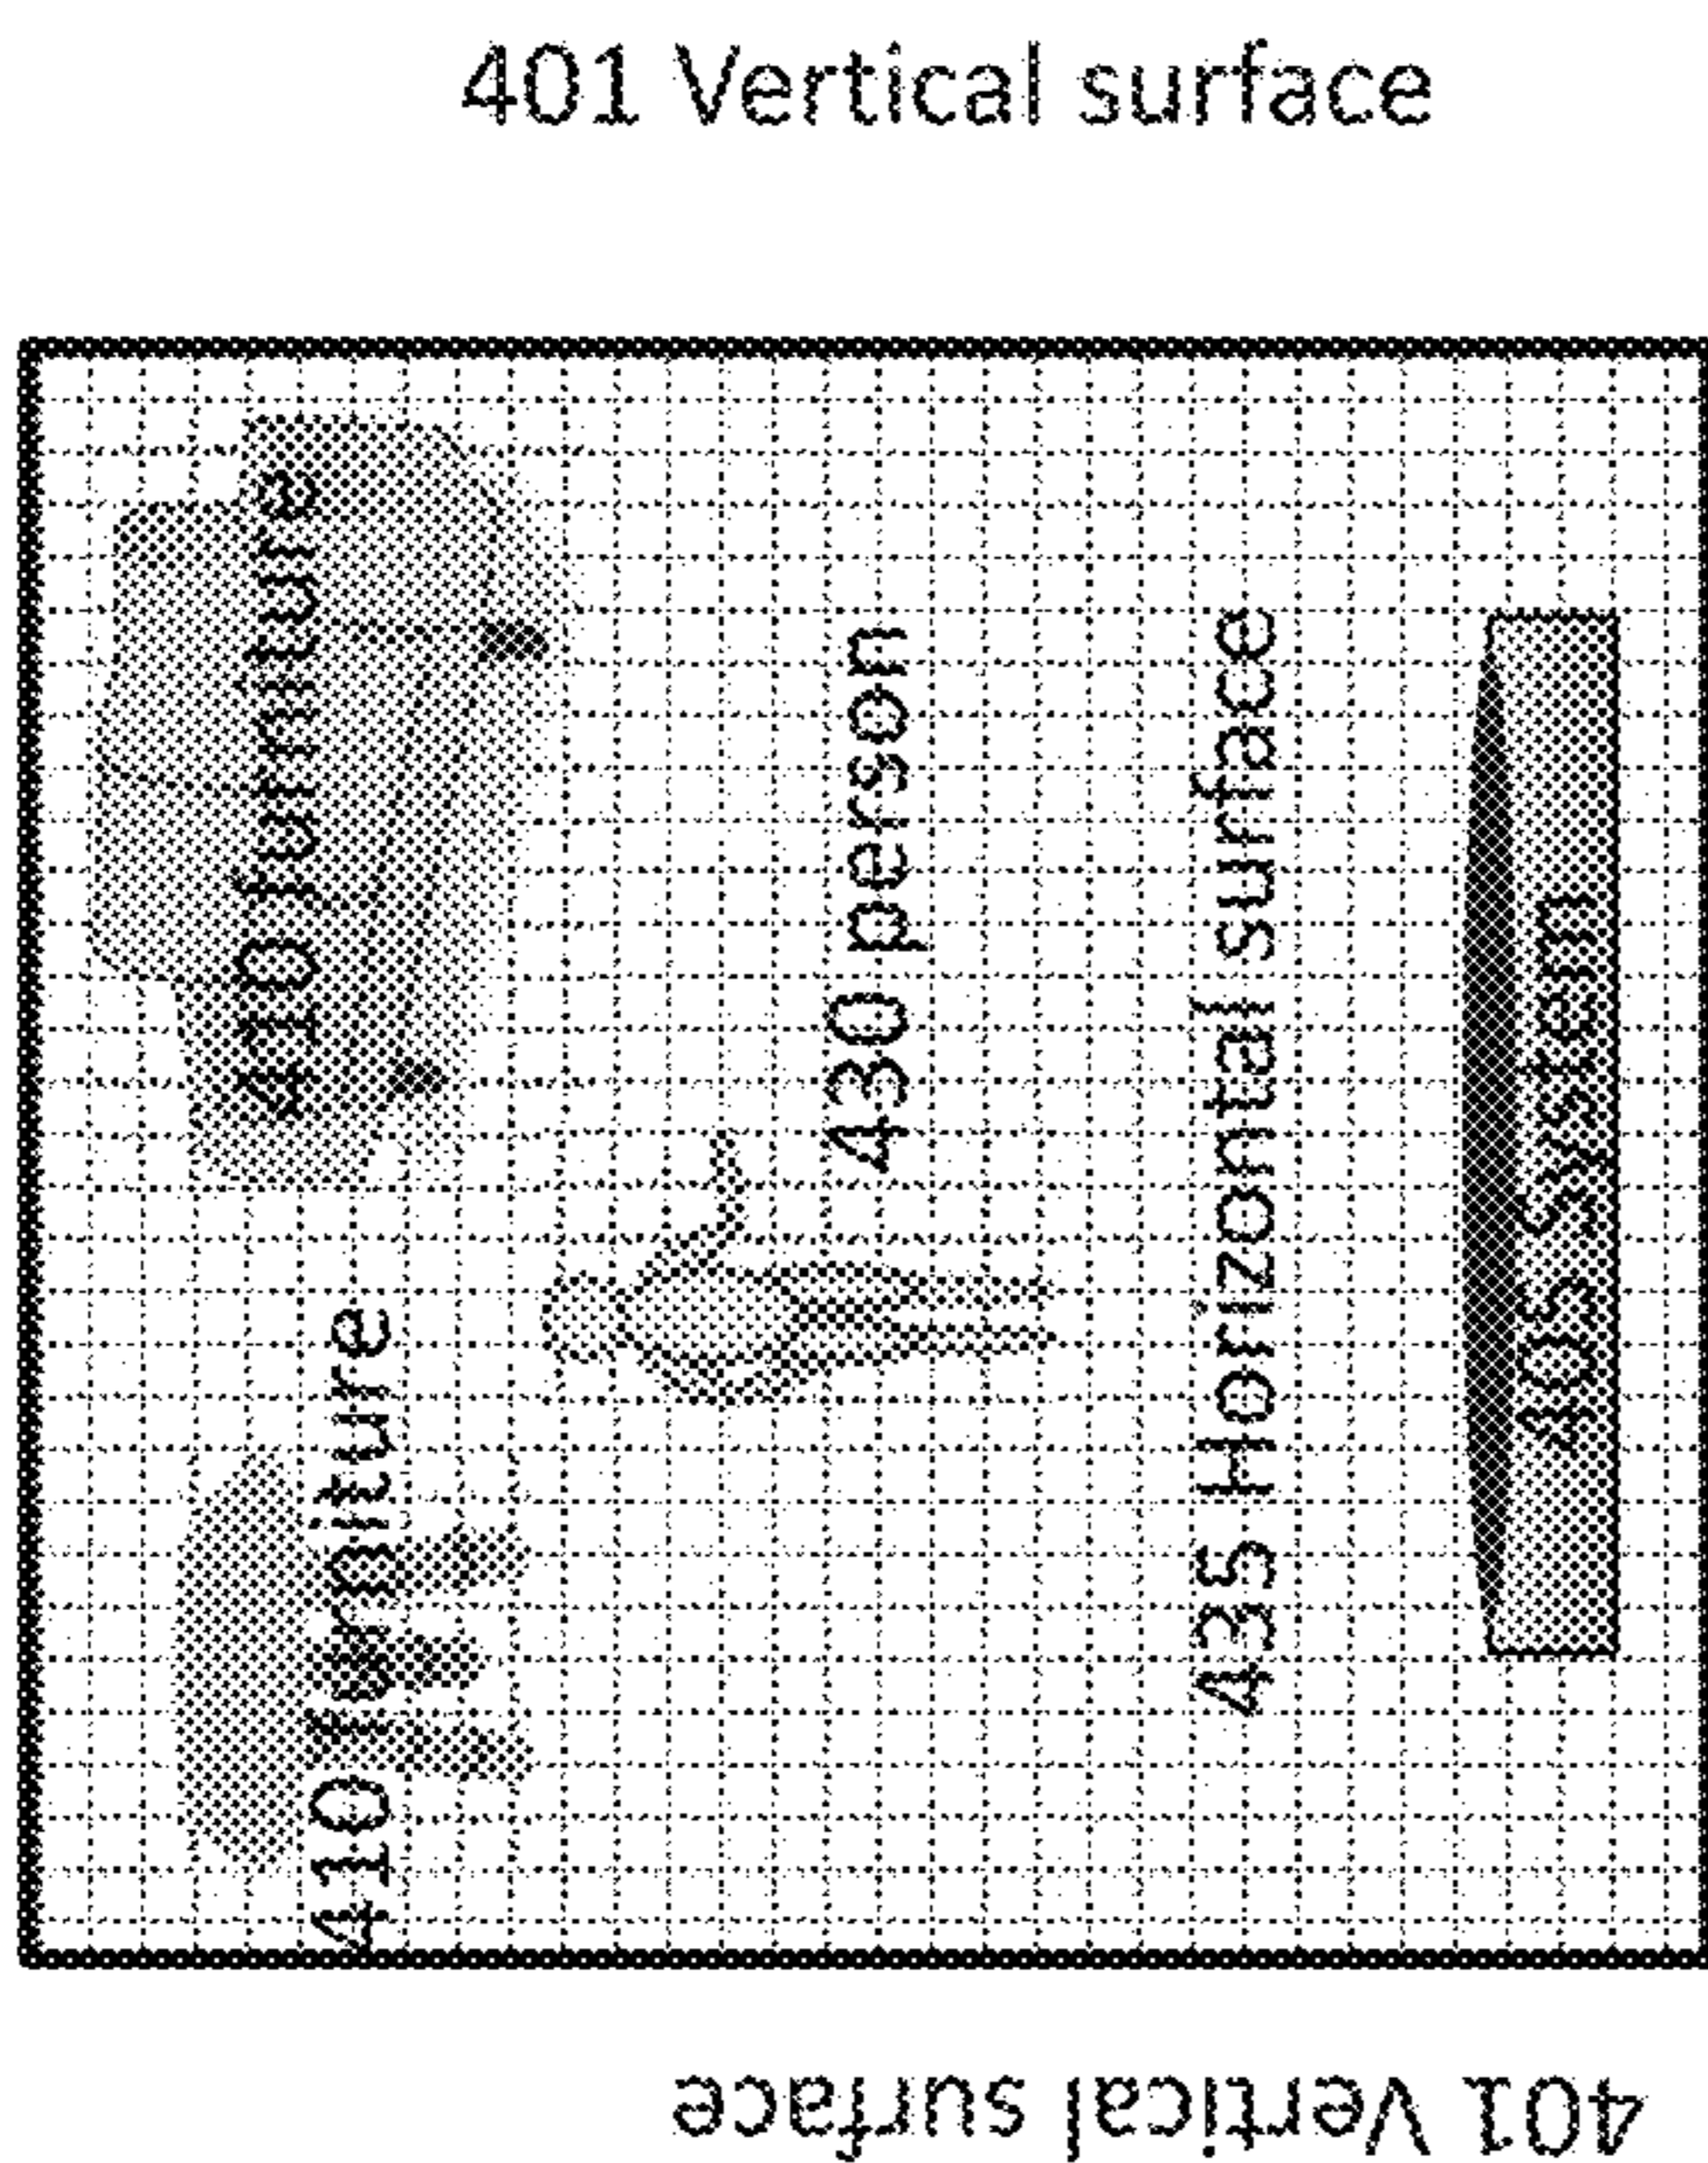 401 Vertical surface
410 furniture
410 furniture
430 person
435 Horizontal surface
405 System
401 Vertical surface